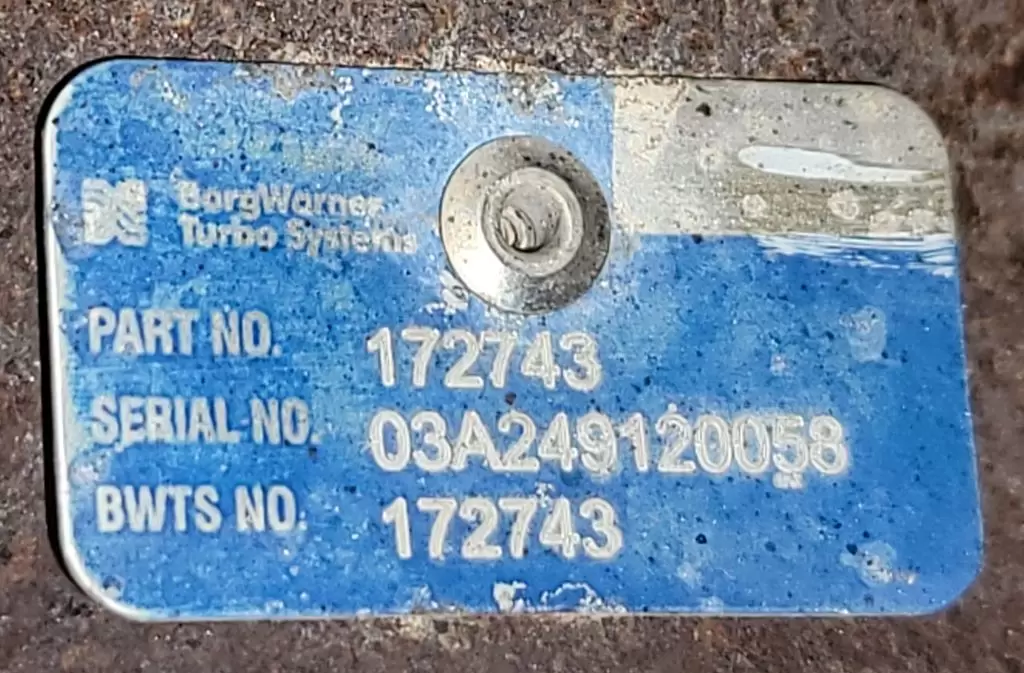 BorgWarner
Turbo Systems
PART NO. 172743
SERIAL NO. 03A249120058
BWTS NO. 172743